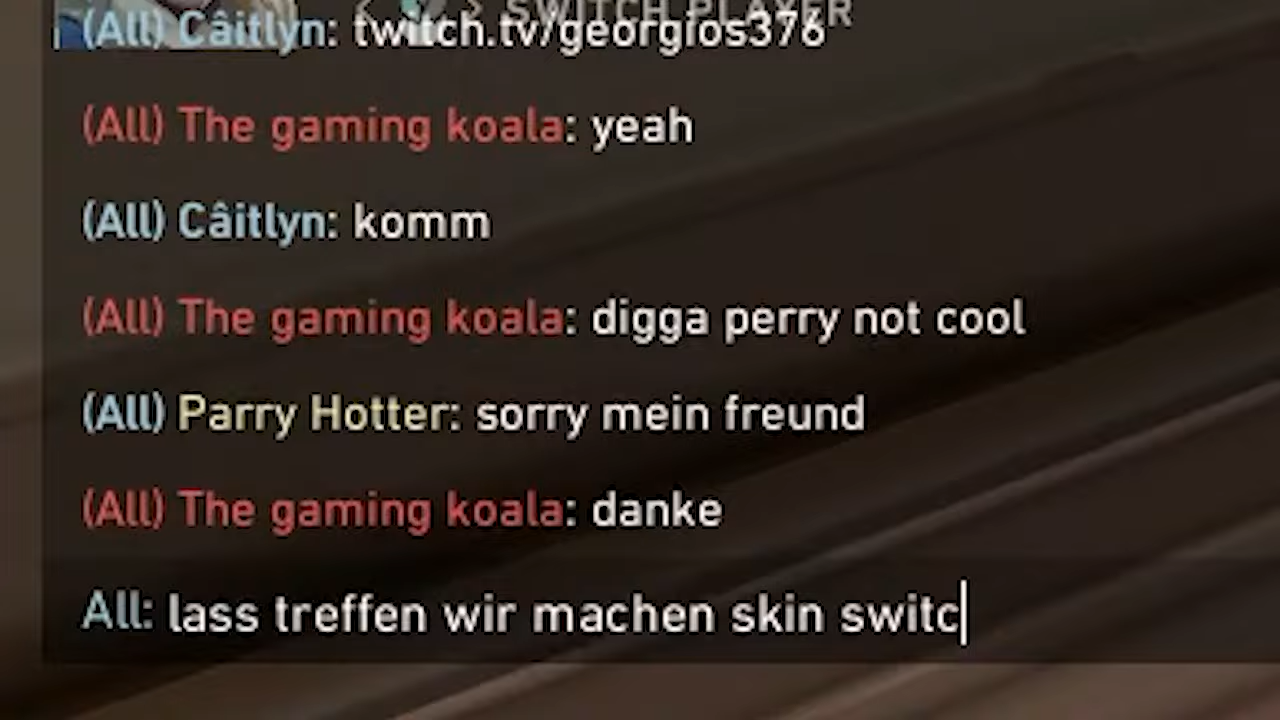 < > SWITCH PLAYER
(All) Câitlyn: twitch.tv/georgios376
(All) The gaming koala: yeah
(All) Câitlyn: komm
(All) The gaming koala: digga perry not cool
(All) Parry Hotter: sorry mein freund
(All) The gaming koala: danke
All: lass treffen wir machen skin switc